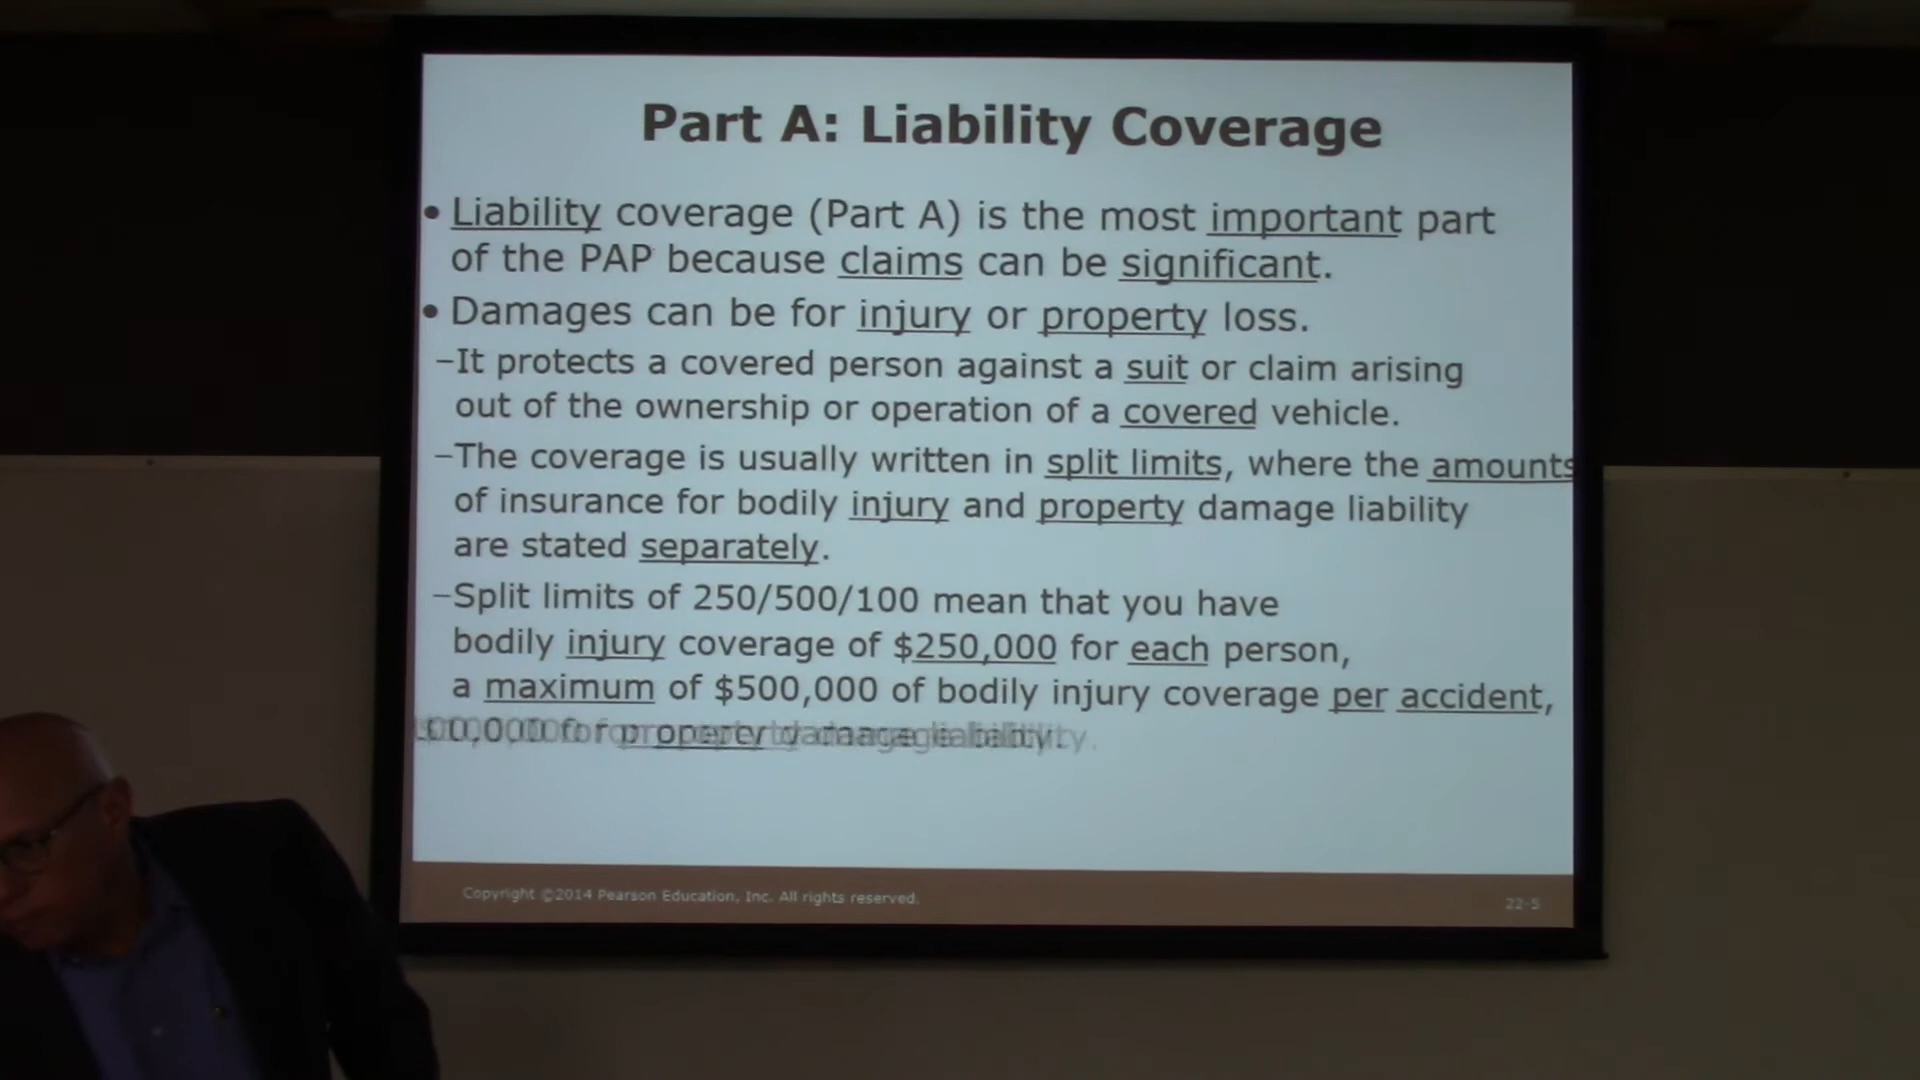 Part A: Liability Coverage
• Liability coverage (Part A) is the most important part
of the PAP because claims can be significant.
• Damages can be for injury or property loss.
–It protects a covered person against a suit or claim arising
out of the ownership or operation of a covered vehicle.
–The coverage is usually written in split limits, where the amounts
of insurance for bodily injury and property damage liability
are stated separately.
–Split limits of 250/500/100 mean that you have
bodily injury coverage of $250,000 for each person,
a maximum of $500,000 of bodily injury coverage per accident,
for property damage liability.
Copyright ©2014 Pearson Education, Inc. All rights reserved.
22-5